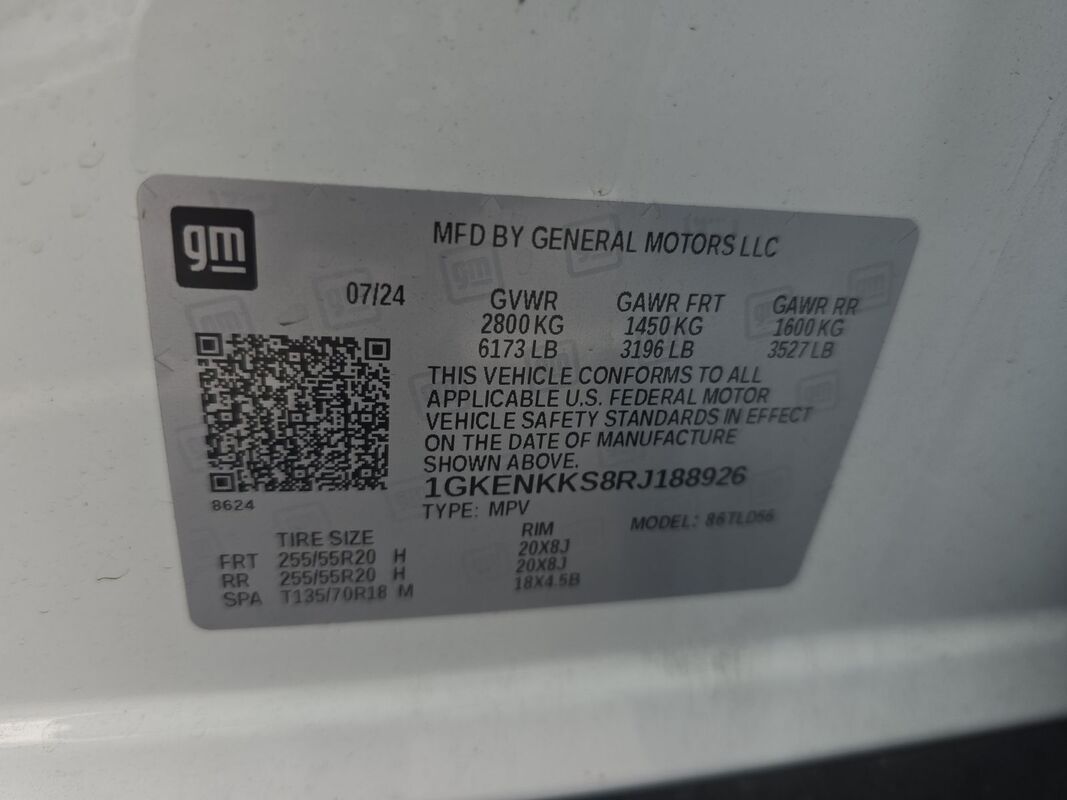 gm
MFD BY GENERAL MOTORS LLC
07/24
GVWR GAWR FRT GAWR RR
2800 KG 1450 KG 1600 KG
6173 LB 3196 LB 3527 LB
THIS VEHICLE CONFORMS TO ALL
APPLICABLE U.S. FEDERAL MOTOR
VEHICLE SAFETY STANDARDS IN EFFECT
ON THE DATE OF MANUFACTURE
SHOWN ABOVE.
1GKENKKS8RJ188926
8624
TYPE: MPV MODEL:
TIRE SIZE RIM
FRT 255/55R20 H 20X8J
RR 255/55R20 H 20X8J
SPA T135/70R18 M 18X4.5B